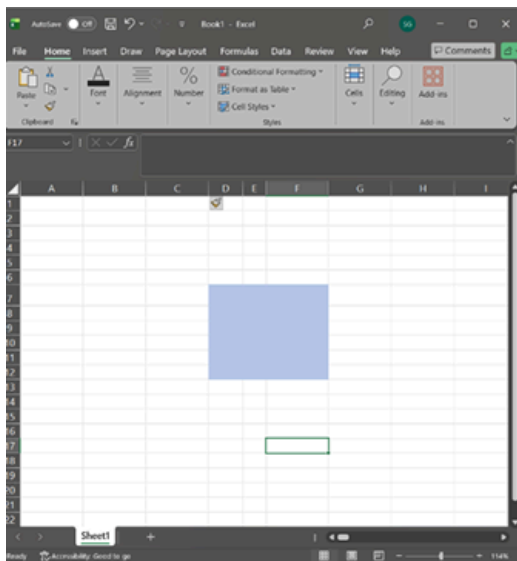 AutoSave Off Book1 - Excel SG
File Home Insert Draw Page Layout Formulas Data Review View Help Comments
Paste Font Alignment Number Conditional Formatting Format as Table Cell Styles Cells Editing Add-ins
Clipboard Styles Add-ins
F17 fx
A B C D E F G H I
1
2
3
4
5
6
7
8
9
10
11
12
13
14
15
16
17
18
19
20
21
22
Sheet1
Ready Accessibility: Good to go 114%